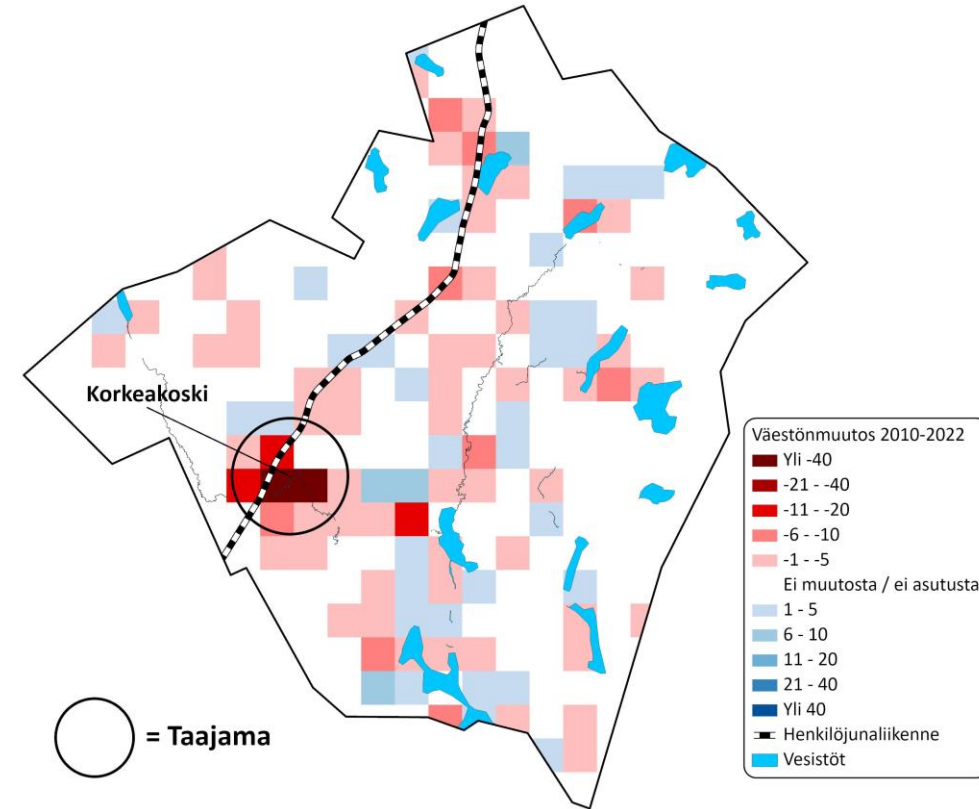 Korkeakoski
Väestönmuutos 2010-2022
Yli -40
-21 - -40
-11 - -20
-6 - -10
-1 - -5
Ei muutosta / ei asutusta
1 - 5
6 - 10
11 - 20
21 - 40
Yli 40
Henkilöjunaliikenne
Vesistöt
= Taajama